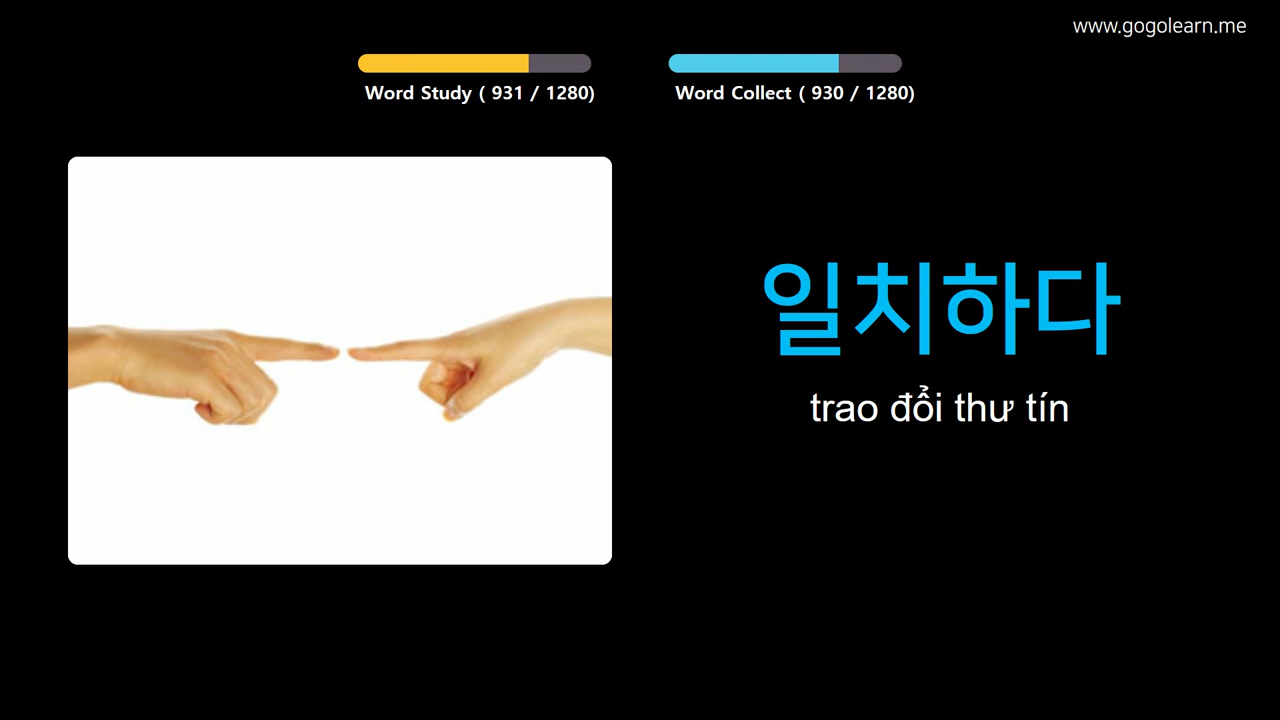 www.gogolearn.me
Word Study ( 931 / 1280)
Word Collect ( 930 / 1280)
일치하다
trao đổi thư tín